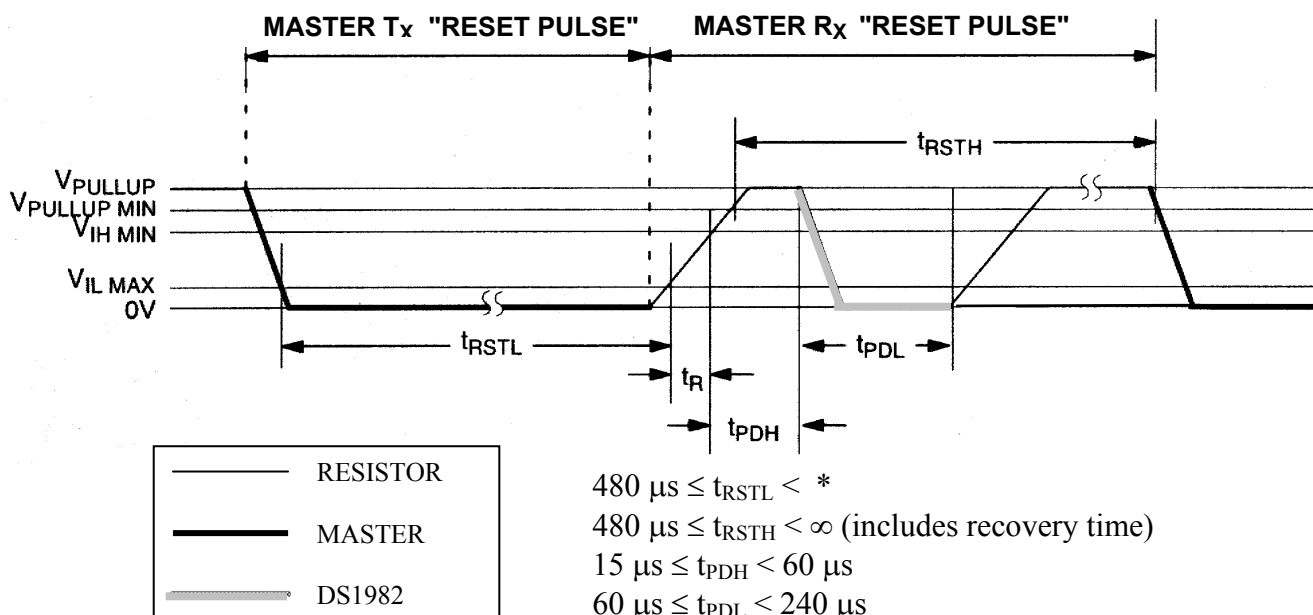 MASTER TX "RESET PULSE" MASTER RX "RESET PULSE"
tRSTH
VPULLUP
VPULLUP MIN
VIH MIN
VIL MAX
0V
tRSTL
tPDL
tR
tPDH
RESISTOR
MASTER
DS1982
480 μs ≤ tRSTL < *
480 μs ≤ tRSTH < ∞ (includes recovery time)
15 μs ≤ tPDH < 60 μs
60 μs ≤ tPDL < 240 μs